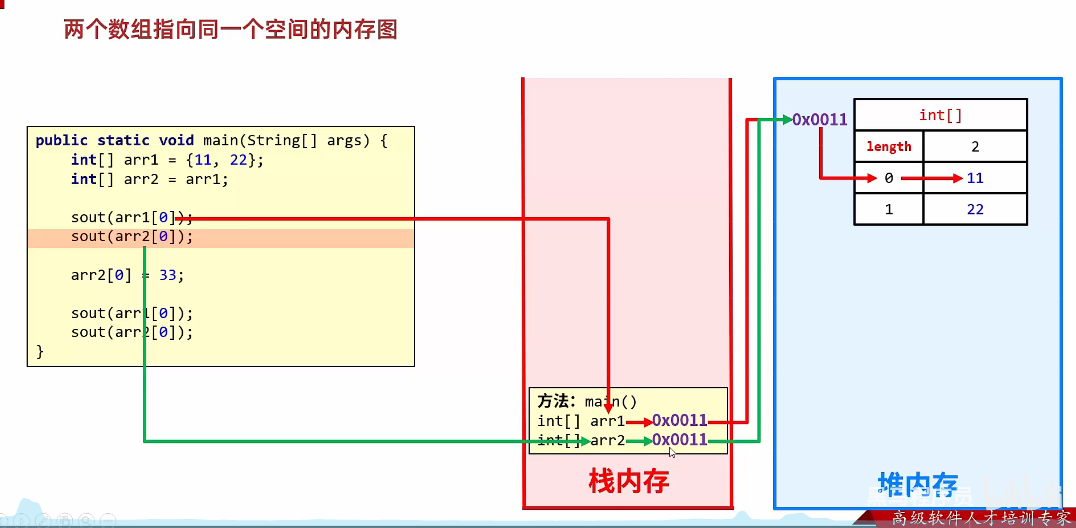 两个数组指向同一个空间的内存图
public static void main(String[] args) {
int[] arr1 = {11, 22};
int[] arr2 = arr1;
sout(arr1[0]);
sout(arr2[0]);
arr2[0] = 33;
sout(arr1[0]);
sout(arr2[0]);
}
方法: main()
int[] arr1 0x0011
int[] arr2 0x0011
栈内存
0x0011
int[]
length 2
0 11
1 22
堆内存
高级软件人才培训专家